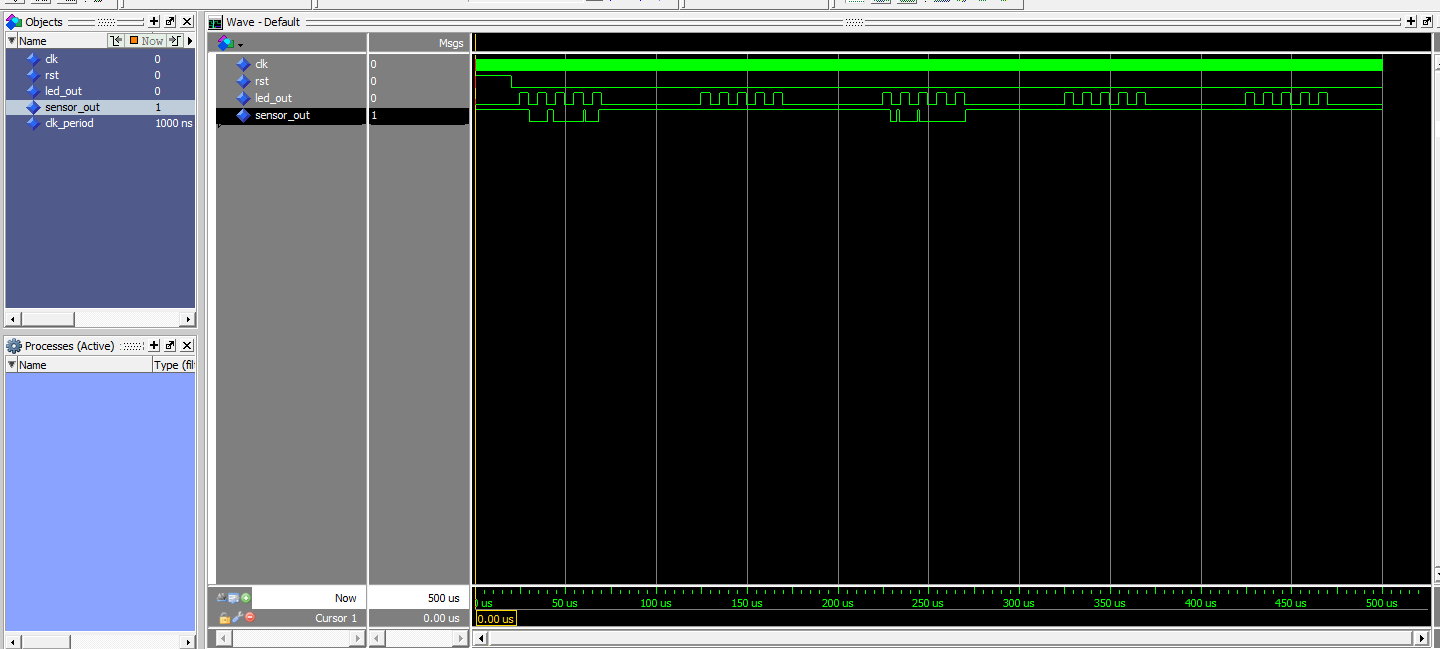 Objects
Name Now
clk 0
rst 0
led_out 0
sensor_out 1
clk_period 1000 ns
Processes (Active)
Name Type (filt
Wave - Default
Msgs
clk 0
rst 0
led_out 0
sensor_out 1
Now 500 us
Cursor 1 0.00 us
0 us 50 us 100 us 150 us 200 us 250 us 300 us 350 us 400 us 450 us 500 us
0.00 us